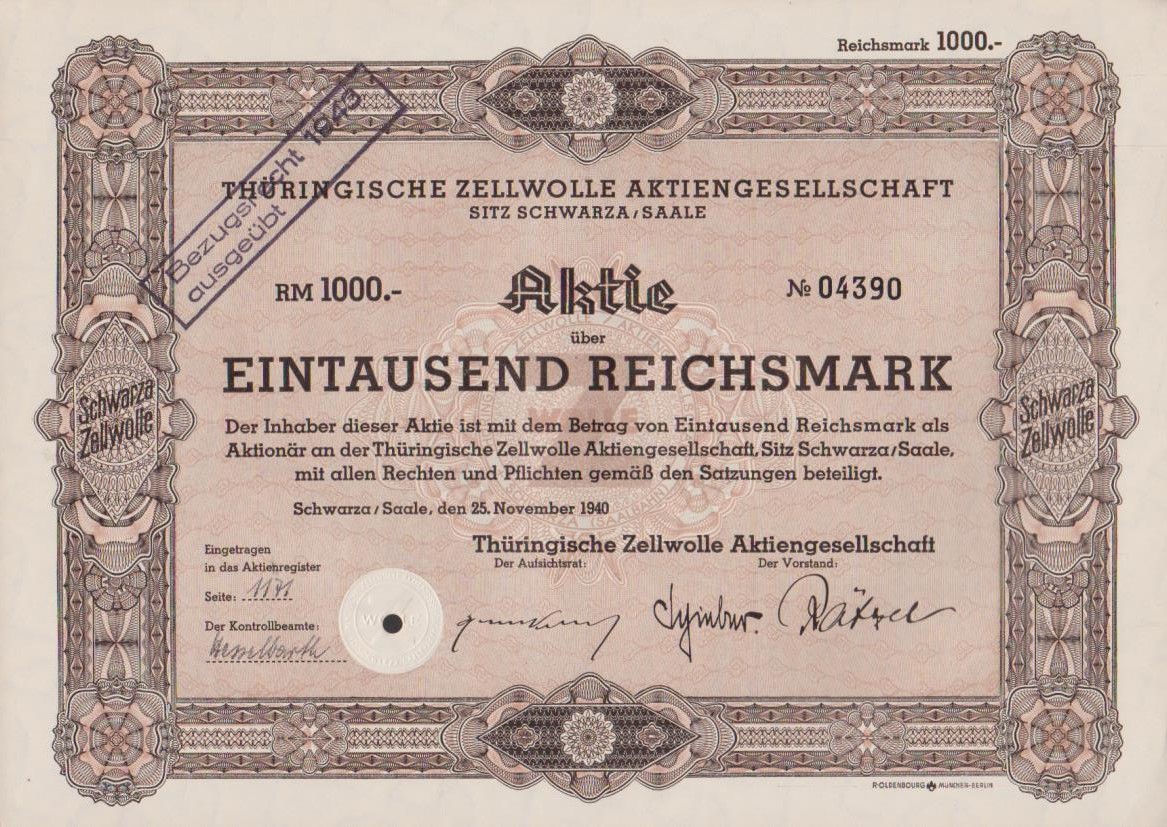 Reichsmark 1000.-
Bezugsrecht 1943
ausgeübt
THÜRINGISCHE ZELLWOLLE AKTIENGESELLSCHAFT
SITZ SCHWARZA/SAALE
RM 1000.-
Aktie
№ 04390
über
EINTAUSEND REICHSMARK
Schwarza
Zellwolle
Schwarza
Zellwolle
Der Inhaber dieser Aktie ist mit dem Betrag von Eintausend Reichsmark als
Aktionär an der Thüringische Zellwolle Aktiengesellschaft, Sitz Schwarza/Saale,
mit allen Rechten und Pflichten gemäß den Satzungen beteiligt.
Schwarza/Saale, den 25. November 1940
Thüringische Zellwolle Aktiengesellschaft
Der Aufsichtsrat:
Der Vorstand:
Eingetragen
in das Aktienregister
Seite: 1171
Der Kontrollbeamte:
Hesselbarth
Rätzel
R·OLDENBOURG MÜNCHEN-BERLIN